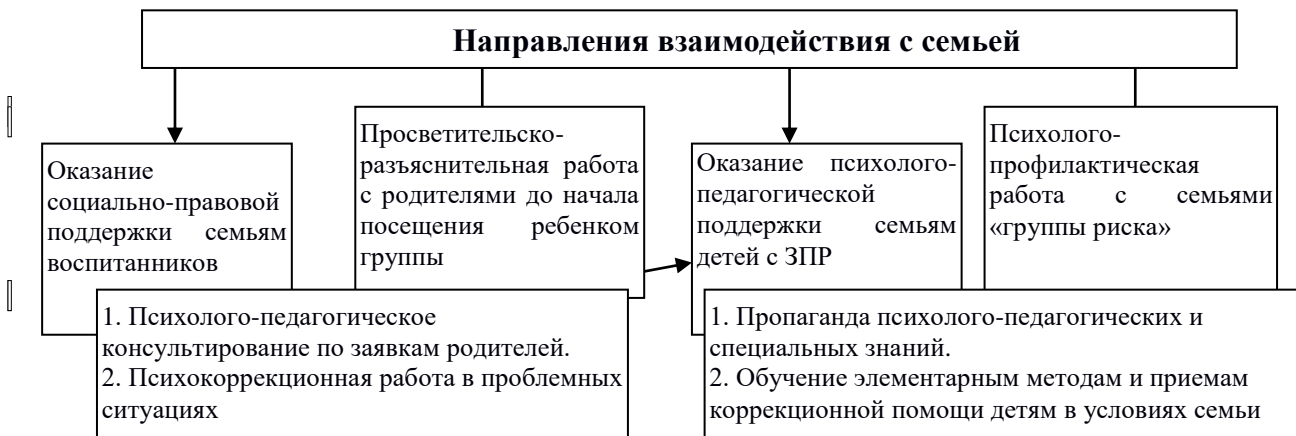 Направления взаимодействия с семьей
Оказание
социально-правовой
поддержки семьям
воспитанников
Просветительско-
разъяснительная работа
с родителями до начала
посещения ребенком
группы
Оказание психолого-
педагогической
поддержки семьям
детей с ЗПР
Психолого-
профилактическая
работа с семьями
«группы риска»
1. Психолого-педагогическое
консультирование по заявкам родителей.
2. Психокоррекционная работа в проблемных
ситуациях
1. Пропаганда психолого-педагогических и
специальных знаний.
2. Обучение элементарным методам и приемам
коррекционной помощи детям в условиях семьи